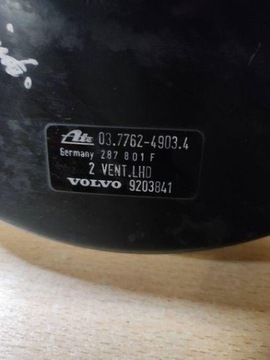 Ate 03.7762-4903.4
Germany 287 801 F
2 VENT.LHD
VOLVO 9203841